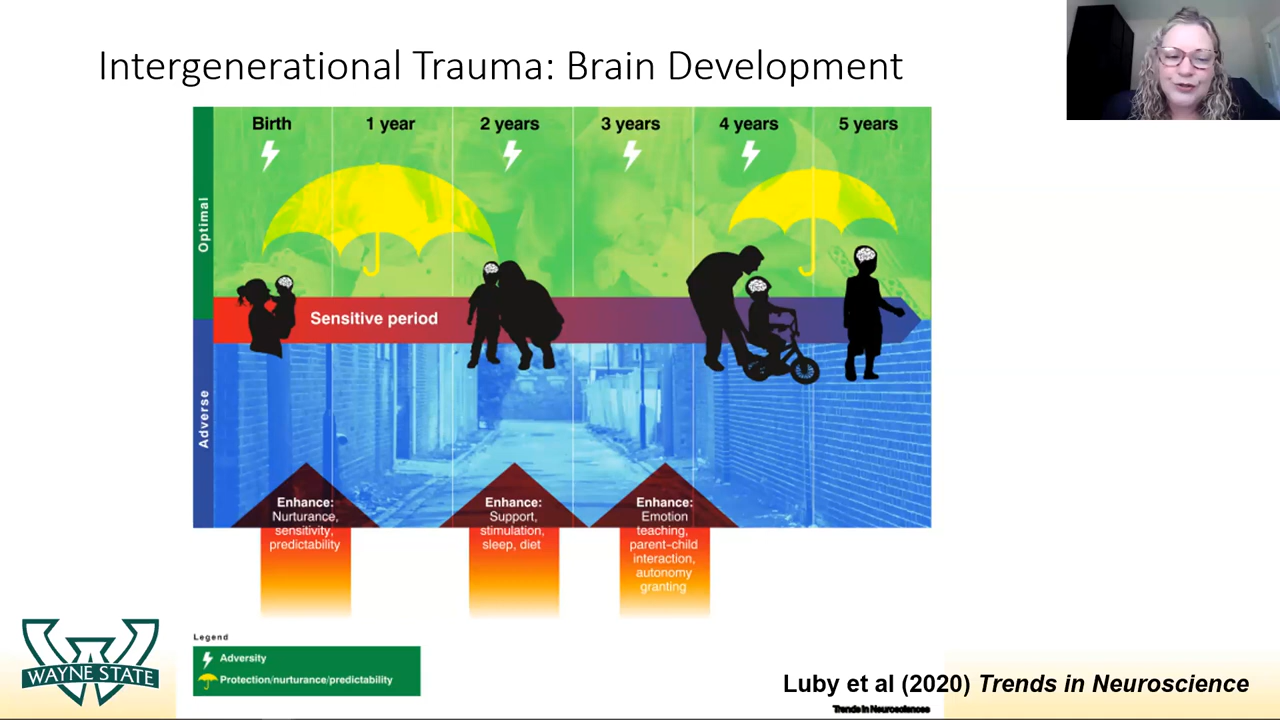 Intergenerational Trauma: Brain Development
Birth
1 year
2 years
3 years
4 years
5 years
Optimal
Sensitive period
Adverse
Enhance:
Nurturance,
sensitivity,
predictability
Enhance:
Support,
stimulation,
sleep, diet
Enhance:
Emotion
teaching,
parent–child
interaction,
autonomy
granting
Legend
Adversity
Protection/nurturance/predictability
WAYNE STATE
Luby et al (2020) Trends in Neuroscience
Trends in Neurosciences